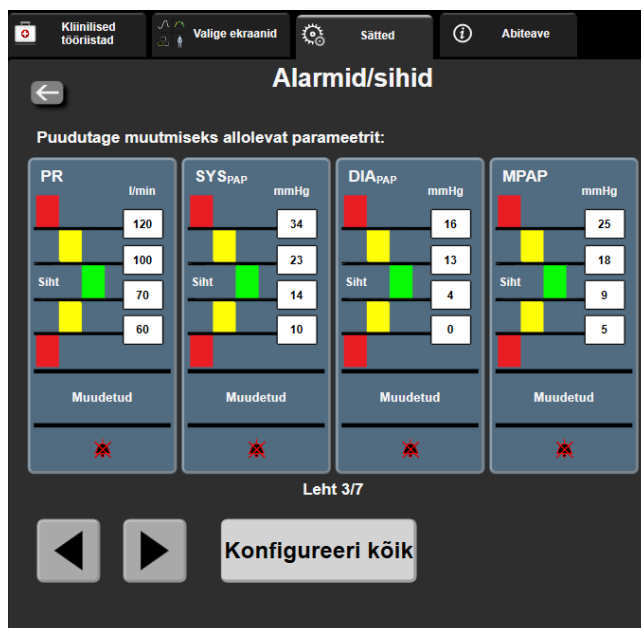 Kliinilised
tööriistad
Valige ekraanid
Sätted
Abiteave
Alarmid/sihid
Puudutage muutmiseks allolevat parameetrit:
PR
l/min
120
100
Siht
70
60
Muudetud
SYSPAP
mmHg
34
23
Siht
14
10
Muudetud
DIAPAP
mmHg
16
13
Siht
4
0
Muudetud
MPAP
mmHg
25
18
Siht
9
5
Muudetud
Leht 3/7
Konfigureeri kõik